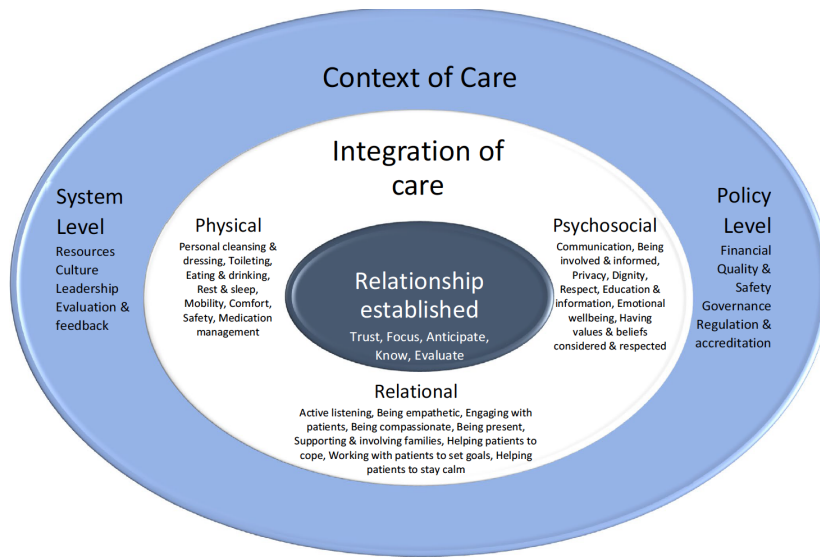 Context of Care
Integration of
care
System
Level
Resources
Culture
Leadership
Evaluation &
feedback
Physical
Personal cleansing &
dressing, Toileting,
Eating & drinking,
Rest & sleep,
Mobility, Comfort,
Safety, Medication
management
Relationship
established
Trust, Focus, Anticipate,
Know, Evaluate
Psychosocial
Communication, Being
involved & informed,
Privacy, Dignity,
Respect, Education &
information, Emotional
wellbeing, Having
values & beliefs
considered & respected
Policy
Level
Financial
Quality &
Safety
Governance
Regulation &
accreditation
Relational
Active listening, Being empathetic, Engaging with
patients, Being compassionate, Being present,
Supporting & involving families, Helping patients to
cope, Working with patients to set goals, Helping
patients to stay calm